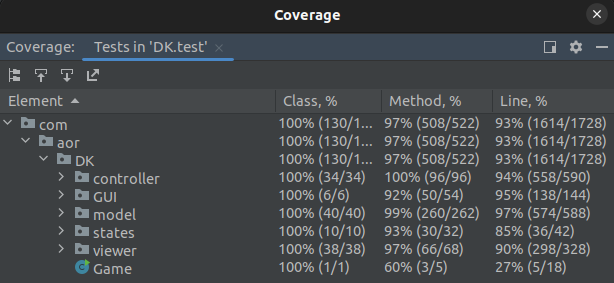 Coverage
Coverage: Tests in 'DK.test'
Element Class, % Method, % Line, %
com 100% (130/1... 97% (508/522) 93% (1614/1728)
aor 100% (130/1... 97% (508/522) 93% (1614/1728)
DK 100% (130/1... 97% (508/522) 93% (1614/1728)
controller 100% (34/34) 100% (96/96) 94% (558/590)
GUI 100% (6/6) 92% (50/54) 95% (138/144)
model 100% (40/40) 99% (260/262) 97% (574/588)
states 100% (10/10) 93% (30/32) 85% (36/42)
viewer 100% (38/38) 97% (66/68) 90% (298/328)
Game 100% (1/1) 60% (3/5) 27% (5/18)